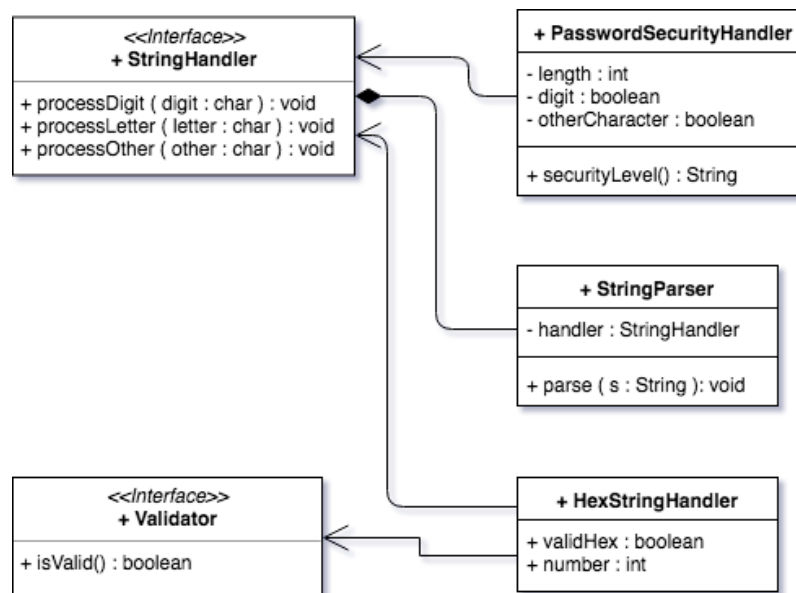 <<Interface>>
+ StringHandler
+ processDigit ( digit : char ) : void
+ processLetter ( letter : char ) : void
+ processOther ( other : char ) : void
+ PasswordSecurityHandler
- length : int
- digit : boolean
- otherCharacter : boolean
+ securityLevel() : String
+ StringParser
- handler : StringHandler
+ parse ( s : String ): void
<<Interface>>
+ Validator
+ isValid() : boolean
+ HexStringHandler
+ validHex : boolean
+ number : int